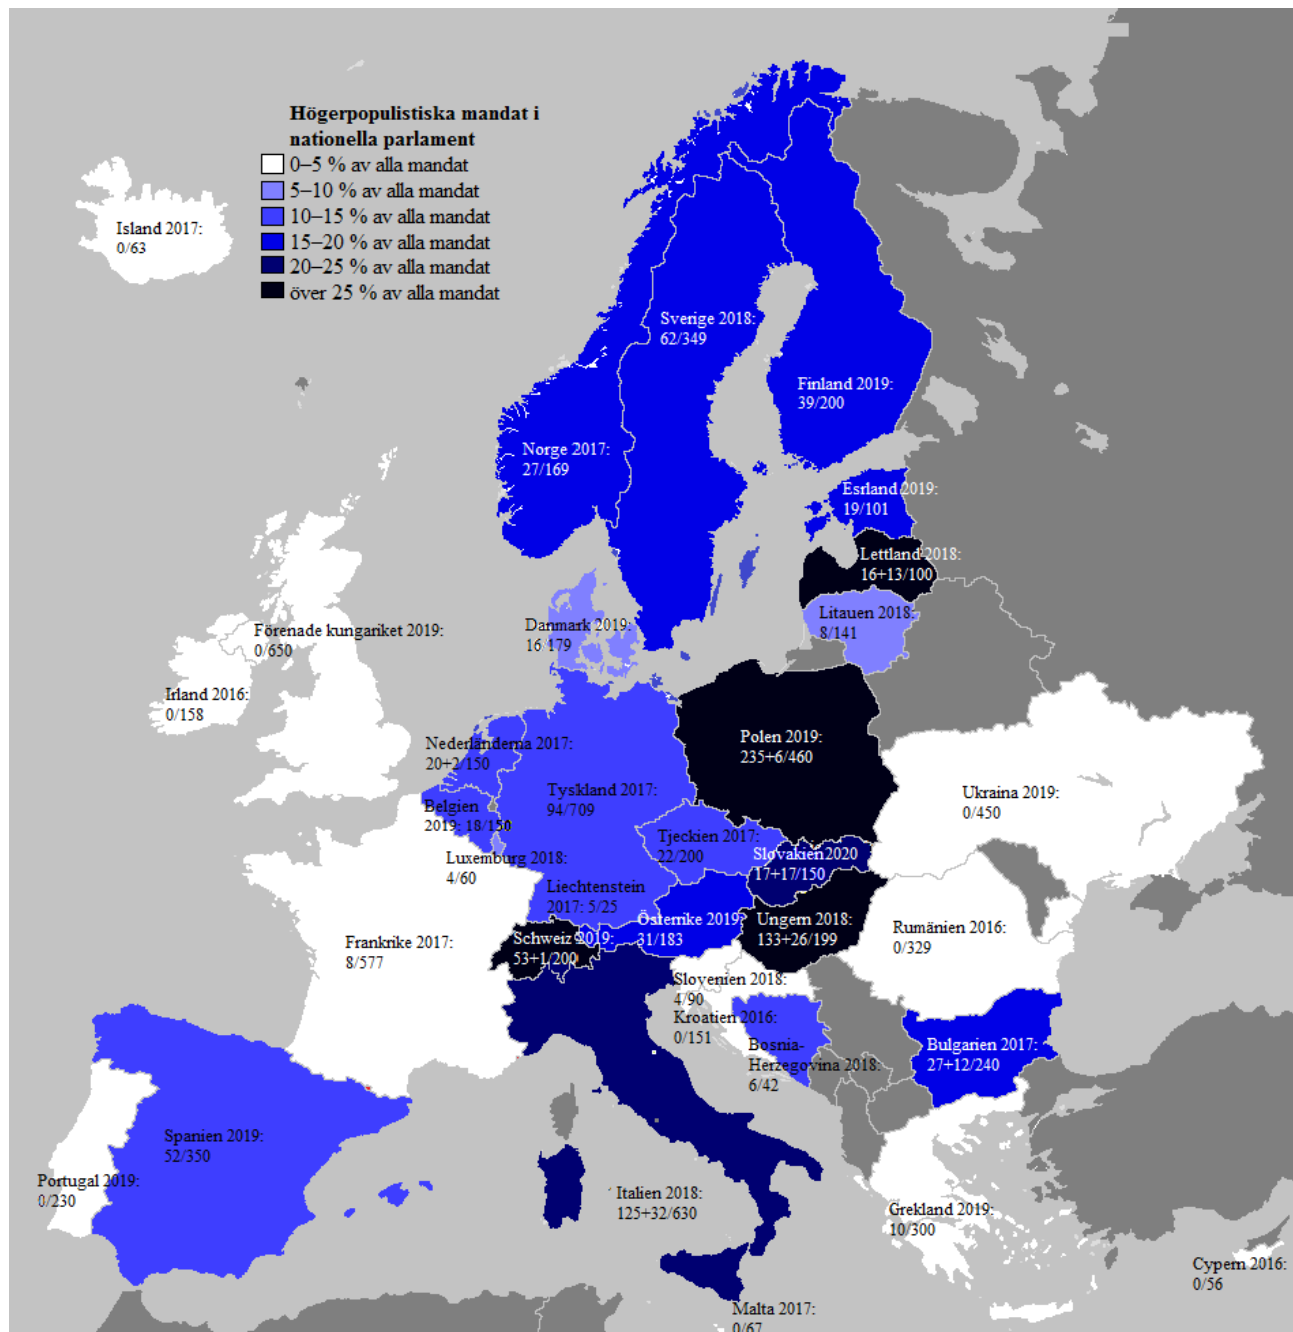 Högerpopulistiska mandat i
nationella parlament
0–5 % av alla mandat
5–10 % av alla mandat
10–15 % av alla mandat
15–20 % av alla mandat
20–25 % av alla mandat
över 25 % av alla mandat
Island 2017:
0/63
Sverige 2018:
62/349
Finland 2019:
39/200
Norge 2017:
27/169
Esrland 2019:
19/101
Lettland 2018:
16+13/100
Litauen 2018:
8/141
Danmark 2019:
16/179
Förenade kungariket 2019:
0/650
Irland 2016:
0/158
Polen 2019:
235+6/460
Nederländerna 2017:
20+2/150
Tyskland 2017:
94/709
Ukraina 2019:
0/450
Belgien
2019: 18/150
Tjeckien 2017:
22/200
Slovakien2020
17+17/150
Luxemburg 2018:
4/60
Liechtenstein
2017: 5/25
Österrike 2019:
31/183
Ungern 2018:
133+26/199
Rumänien 2016:
0/329
Schweiz 2019:
53+1/200
Frankrike 2017:
8/577
Slovenien 2018:
4/90
Kroatien 2016:
0/151
Bosnia-
Herzegovina 2018:
6/42
Bulgarien 2017:
27+12/240
Spanien 2019:
52/350
Portugal 2019:
0/230
Italien 2018:
125+32/630
Grekland 2019:
10/300
Cypern 2016:
0/56
Malta 2017:
0/67